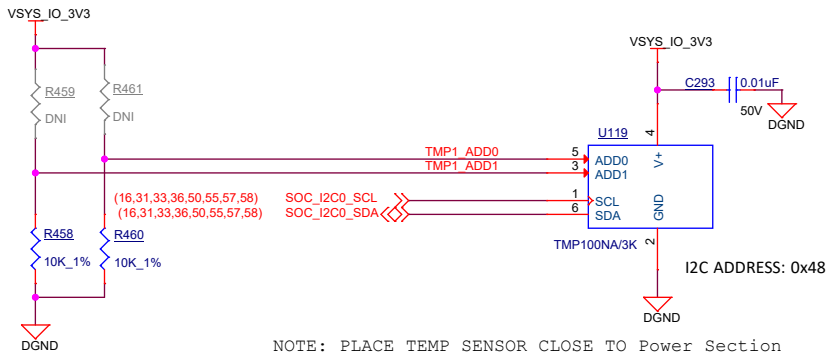 VSYS_IO_3V3
VSYS_IO_3V3
R459
DNI
R461
DNI
C293
0.01uF
50V
DGND
U119
4
V+
TMP1_ADD0
5
ADD0
TMP1_ADD1
3
ADD1
(16,31,33,36,50,55,57,58)
SOC_I2C0_SCL
1
SCL
(16,31,33,36,50,55,57,58)
SOC_I2C0_SDA
6
SDA
GND
2
R458
10K_1%
R460
10K_1%
TMP100NA/3K
I2C ADDRESS: 0x48
DGND
DGND
NOTE: PLACE TEMP SENSOR CLOSE TO Power Section